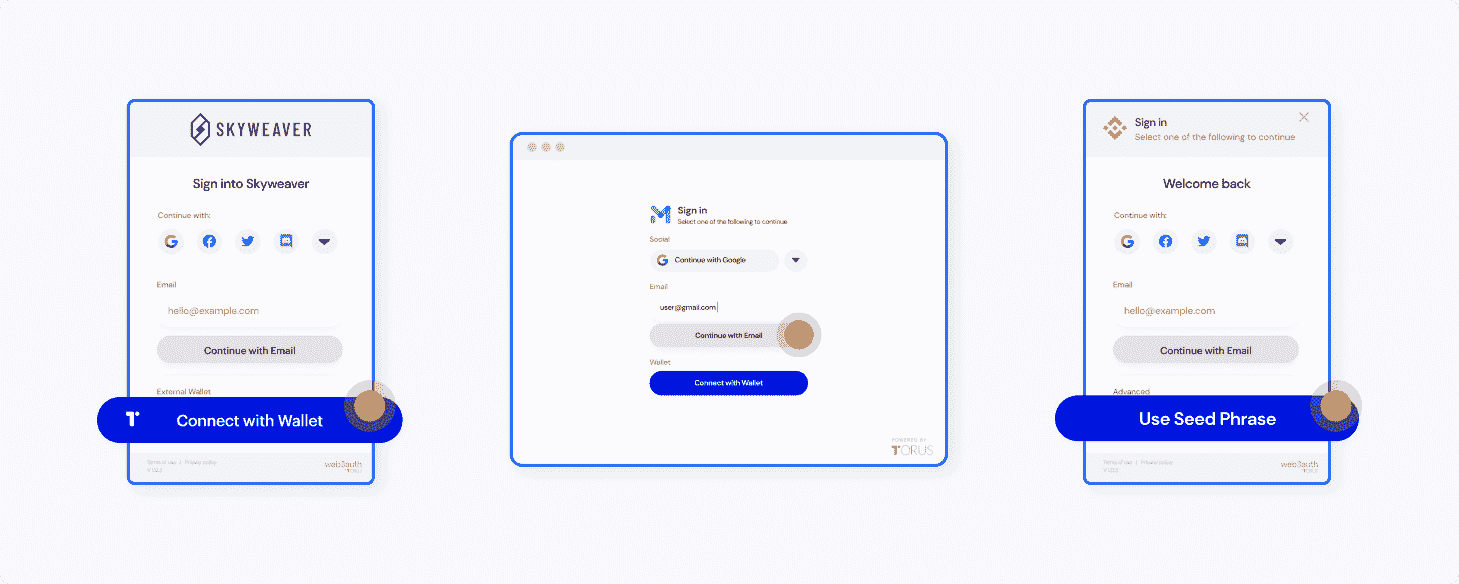 SKYWEAVER
Sign into Skyweaver
Continue with:
Email
hello@example.com
Continue with Email
External Wallet
Connect with Wallet
Terms of use | Privacy policy
web3auth
TORUS
Sign in
Select one of the following to continue
Social
Continue with Google
Email
user@gmail.com
Continue with Email
Wallet
Connect with Wallet
POWERED BY
TORUS
Sign in
Select one of the following to continue
Welcome back
Continue with:
Email
hello@example.com
Continue with Email
Advanced
Use Seed Phrase
Terms of use | Privacy policy
web3auth
TORUS